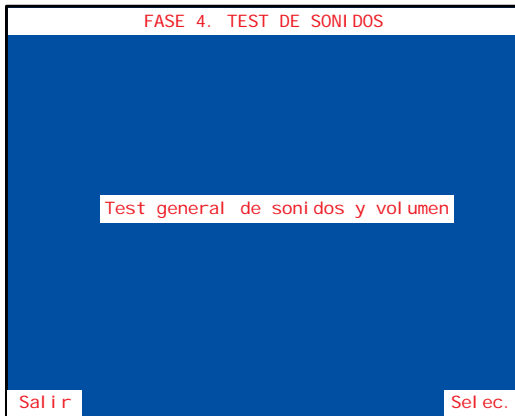 FASE 4. TEST DE SONIDOS
Test general de sonidos y volumen
Salir
Selec.